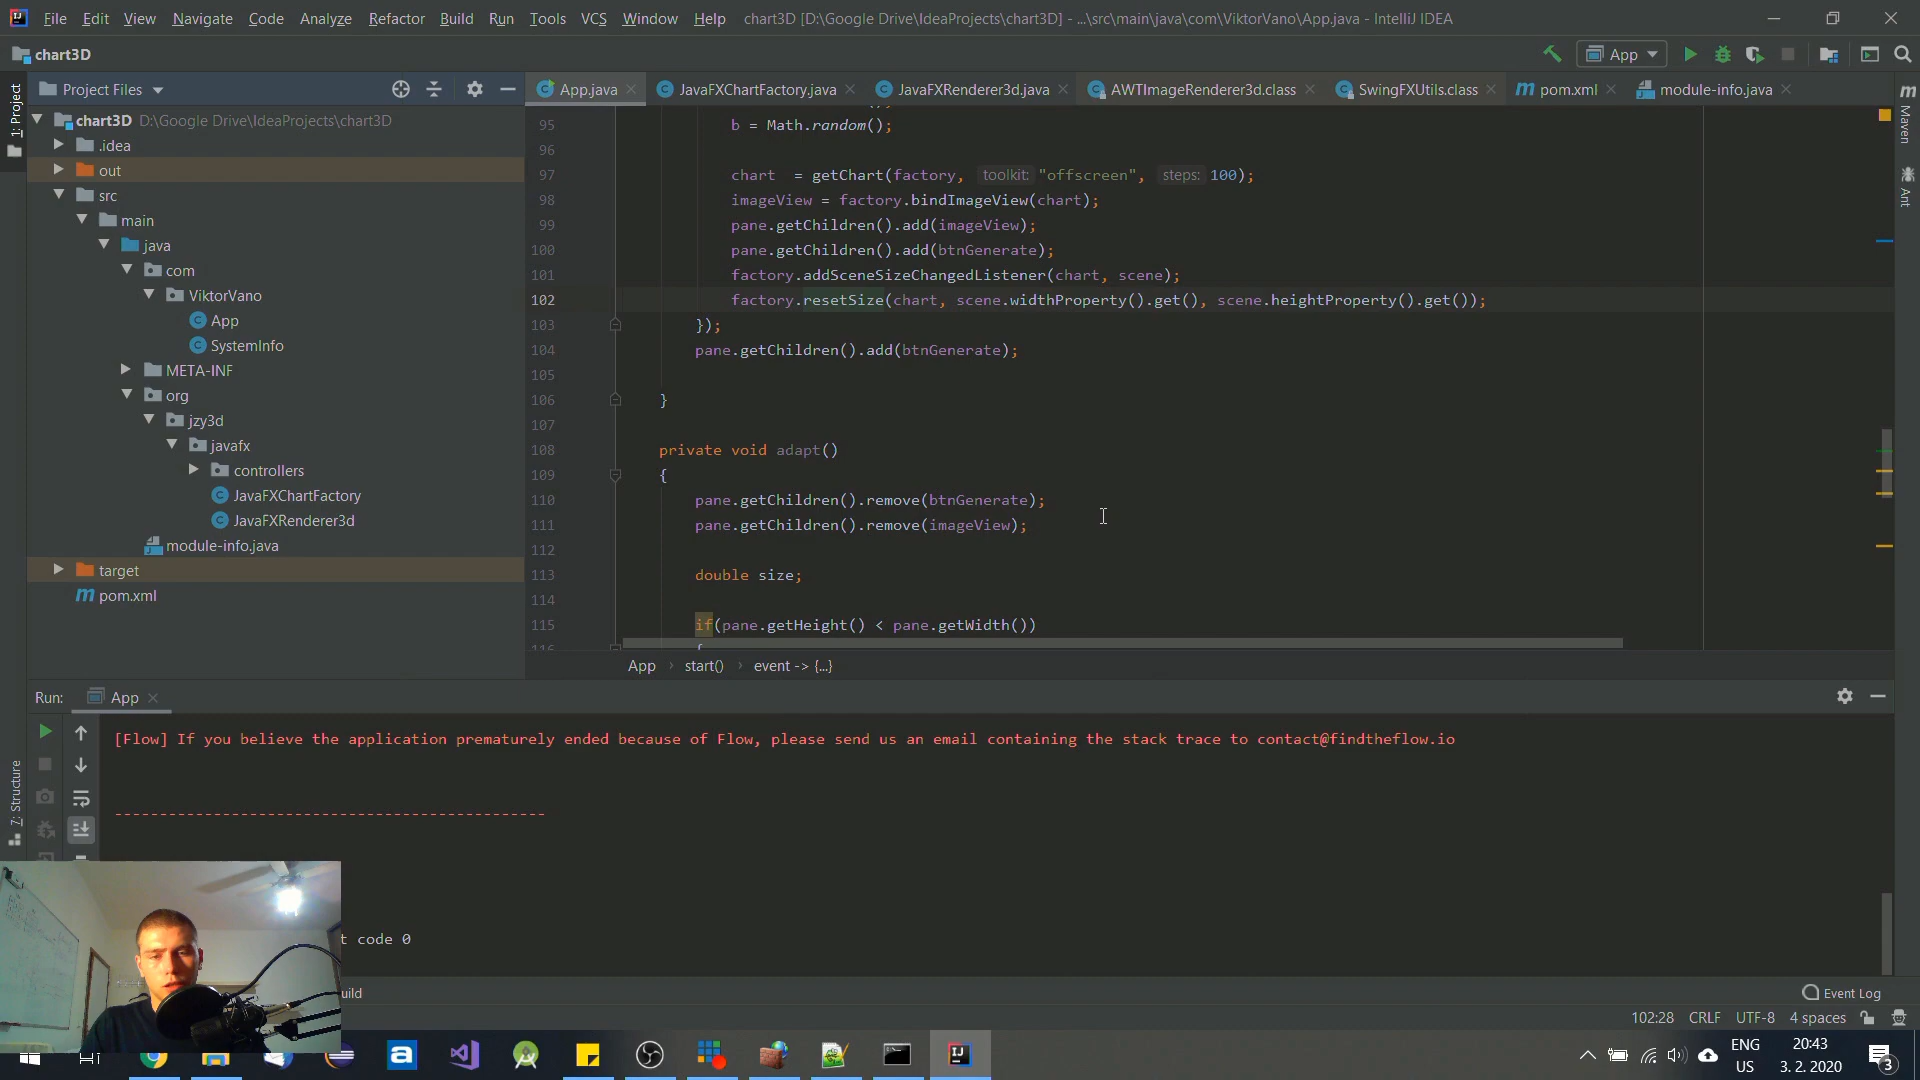 File Edit View Navigate Code Analyze Refactor Build Run Tools VCS Window Help chart3D [D:\Google Drive\IdeaProjects\chart3D] - ...\src\main\java\com\ViktorVano\App.java - IntelliJ IDEA
chart3D
App
Project Files
App.java JavaFXChartFactory.java JavaFXRenderer3d.java AWTImageRenderer3d.class SwingFXUtils.class pom.xml module-info.java
1: Project
Maven
Ant
7: Structure
chart3D D:\Google Drive\IdeaProjects\chart3D
.idea
out
src
main
java
com
ViktorVano
App
SystemInfo
META-INF
org
jzy3d
javafx
controllers
JavaFXChartFactory
JavaFXRenderer3d
module-info.java
target
pom.xml
95 b = Math.random();
96
97 chart = getChart(factory, toolkit: "offscreen", steps: 100);
98 imageView = factory.bindImageView(chart);
99 pane.getChildren().add(imageView);
100 pane.getChildren().add(btnGenerate);
101 factory.addSceneSizeChangedListener(chart, scene);
102 factory.resetSize(chart, scene.widthProperty().get(), scene.heightProperty().get());
103 });
104 pane.getChildren().add(btnGenerate);
105
106 }
107
108 private void adapt()
109 {
110 pane.getChildren().remove(btnGenerate);
111 pane.getChildren().remove(imageView);
112
113 double size;
114
115 if(pane.getHeight() < pane.getWidth())
116 {
App › start() › event -> {...}
Run: App
[Flow] If you believe the application prematurely ended because of Flow, please send us an email containing the stack trace to contact@findtheflow.io
------------------------------------------------
t code 0
uild
Event Log
102:28 CRLF UTF-8 4 spaces
ENG
US
20:43
3. 2. 2020
3